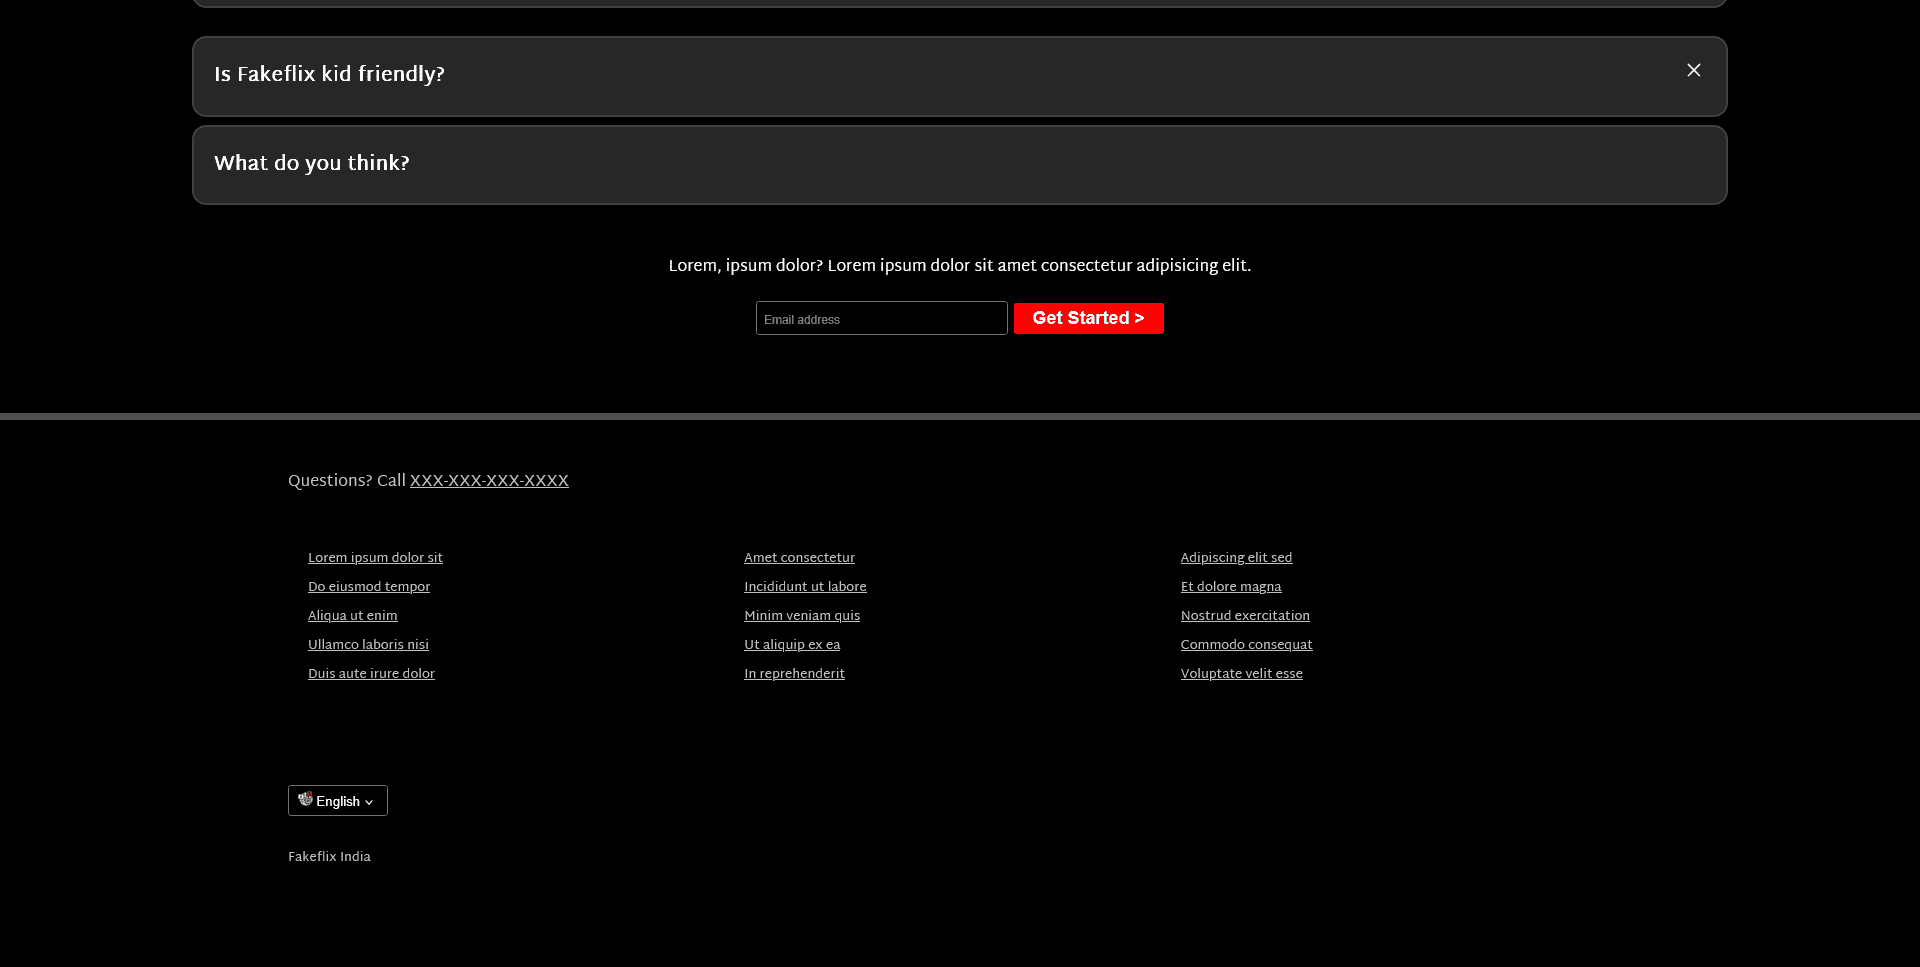 Is Fakeflix kid friendly?
What do you think?
Lorem, ipsum dolor? Lorem ipsum dolor sit amet consectetur adipisicing elit.
Email address
Get Started >
Questions? Call XXX-XXX-XXX-XXXX
Lorem ipsum dolor sit
Do eiusmod tempor
Aliqua ut enim
Ullamco laboris nisi
Duis aute irure dolor
Amet consectetur
Incididunt ut labore
Minim veniam quis
Ut aliquip ex ea
In reprehenderit
Adipiscing elit sed
Et dolore magna
Nostrud exercitation
Commodo consequat
Voluptate velit esse
English
Fakeflix India